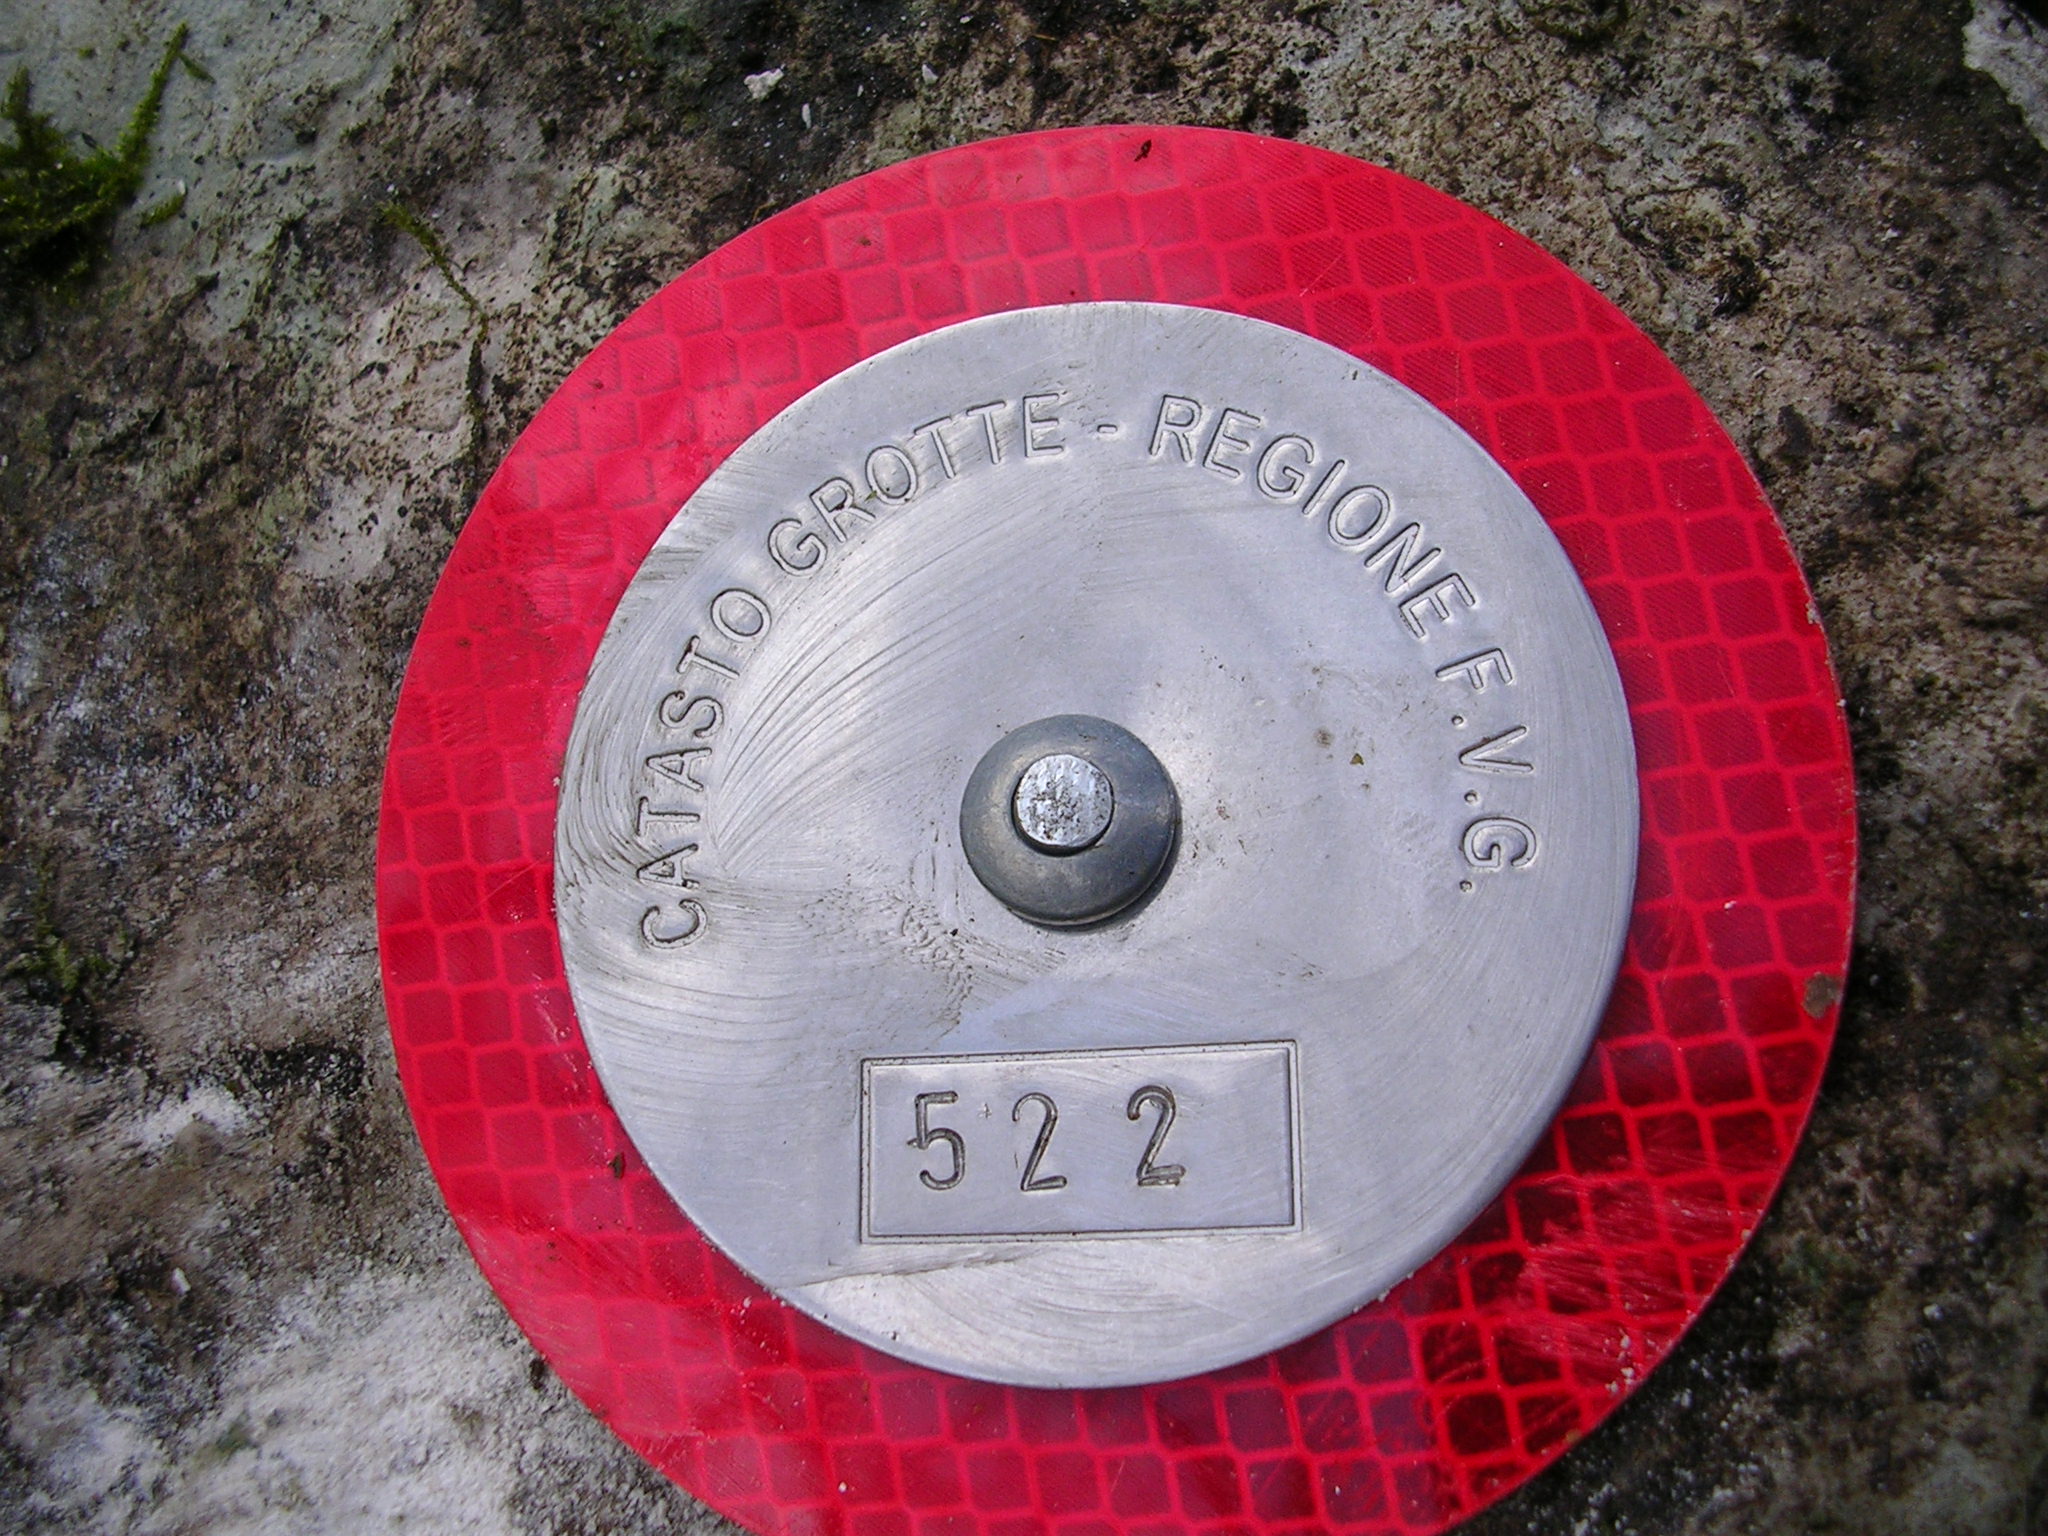 CATASTO GROTTE - REGIONE F.V.G.
522